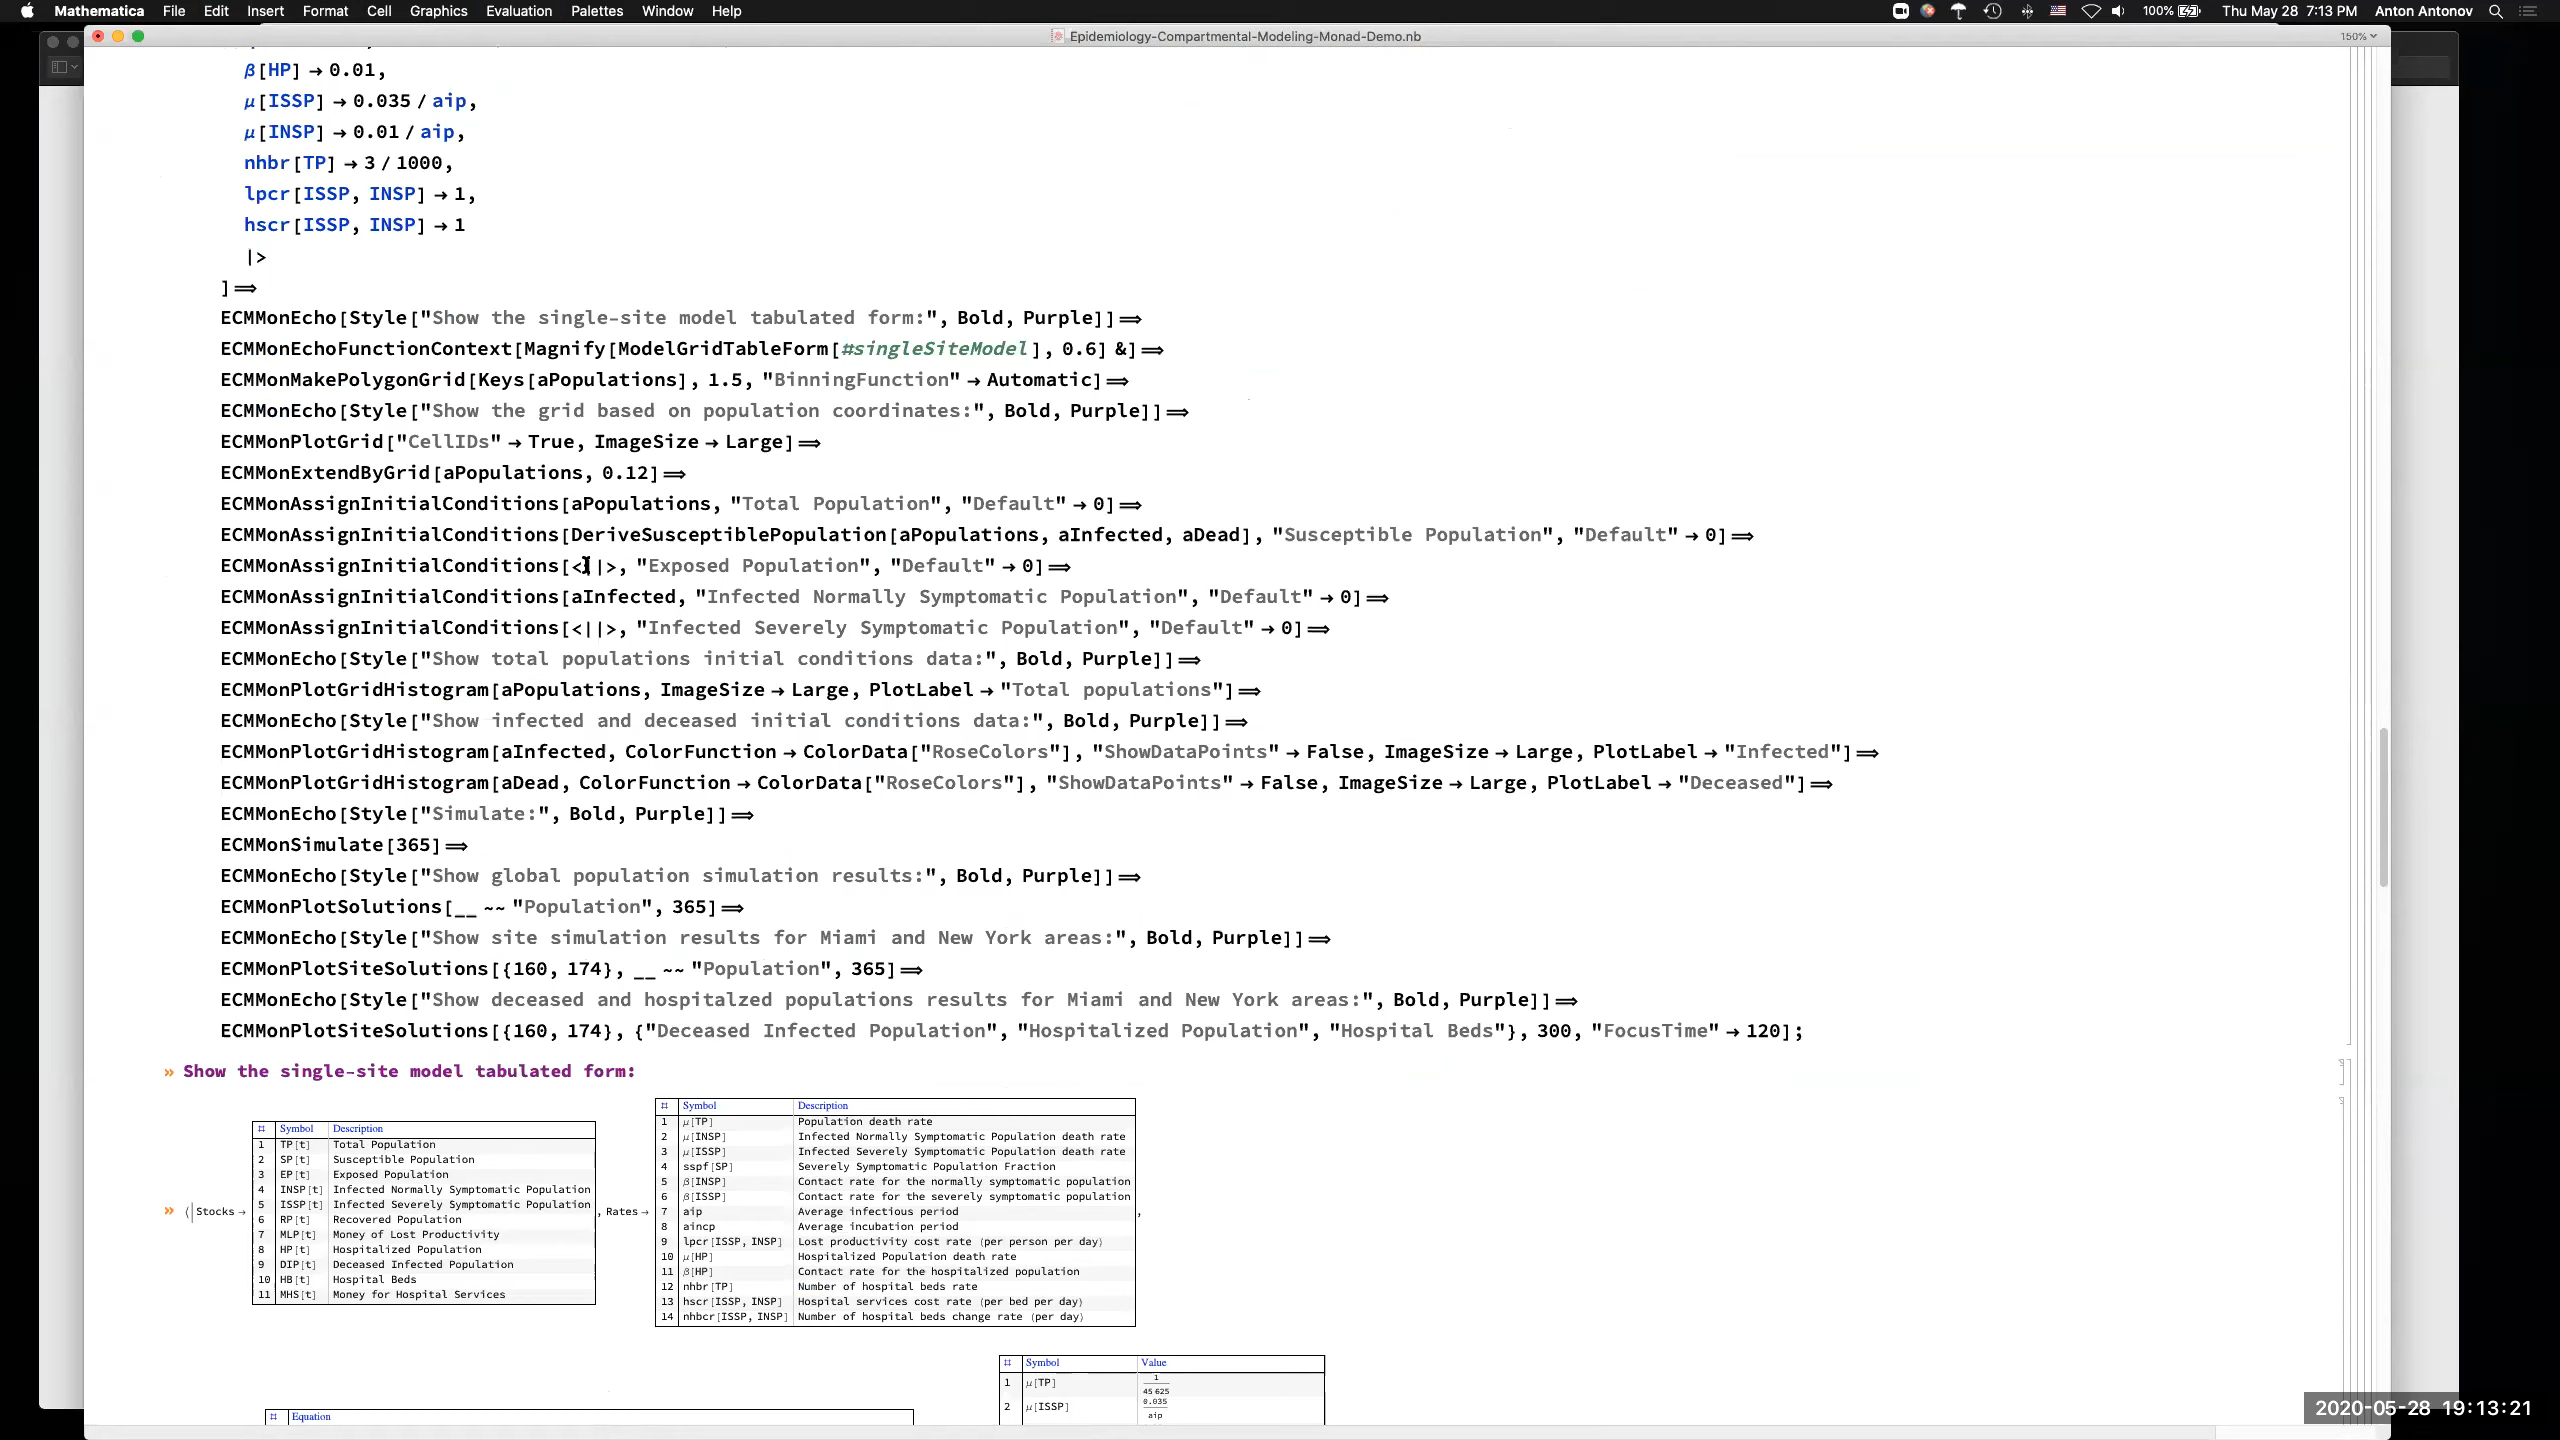 Mathematica File Edit Insert Format Cell Graphics Evaluation Palettes Window Help 100% Thu May 28 7:13 PM Anton Antonov
Epidemiology-Compartmental-Modeling-Monad-Demo.nb 150%
β[HP] → 0.01,
μ[ISSP] → 0.035 / aip,
μ[INSP] → 0.01 / aip,
nhbr[TP] → 3 / 1000,
lpcr[ISSP, INSP] → 1,
hscr[ISSP, INSP] → 1
|>
]⟹
ECMMonEcho[Style["Show the single-site model tabulated form:", Bold, Purple]]⟹
ECMMonEchoFunctionContext[Magnify[ModelGridTableForm[#singleSiteModel], 0.6] &]⟹
ECMMonMakePolygonGrid[Keys[aPopulations], 1.5, "BinningFunction" → Automatic]⟹
ECMMonEcho[Style["Show the grid based on population coordinates:", Bold, Purple]]⟹
ECMMonPlotGrid["CellIDs" → True, ImageSize → Large]⟹
ECMMonExtendByGrid[aPopulations, 0.12]⟹
ECMMonAssignInitialConditions[aPopulations, "Total Population", "Default" → 0]⟹
ECMMonAssignInitialConditions[DeriveSusceptiblePopulation[aPopulations, aInfected, aDead], "Susceptible Population", "Default" → 0]⟹
ECMMonAssignInitialConditions[<||>, "Exposed Population", "Default" → 0]⟹
ECMMonAssignInitialConditions[aInfected, "Infected Normally Symptomatic Population", "Default" → 0]⟹
ECMMonAssignInitialConditions[<||>, "Infected Severely Symptomatic Population", "Default" → 0]⟹
ECMMonEcho[Style["Show total populations initial conditions data:", Bold, Purple]]⟹
ECMMonPlotGridHistogram[aPopulations, ImageSize → Large, PlotLabel → "Total populations"]⟹
ECMMonEcho[Style["Show infected and deceased initial conditions data:", Bold, Purple]]⟹
ECMMonPlotGridHistogram[aInfected, ColorFunction → ColorData["RoseColors"], "ShowDataPoints" → False, ImageSize → Large, PlotLabel → "Infected"]⟹
ECMMonPlotGridHistogram[aDead, ColorFunction → ColorData["RoseColors"], "ShowDataPoints" → False, ImageSize → Large, PlotLabel → "Deceased"]⟹
ECMMonEcho[Style["Simulate:", Bold, Purple]]⟹
ECMMonSimulate[365]⟹
ECMMonEcho[Style["Show global population simulation results:", Bold, Purple]]⟹
ECMMonPlotSolutions[__ ~~ "Population", 365]⟹
ECMMonEcho[Style["Show site simulation results for Miami and New York areas:", Bold, Purple]]⟹
ECMMonPlotSiteSolutions[{160, 174}, __ ~~ "Population", 365]⟹
ECMMonEcho[Style["Show deceased and hospitalzed populations results for Miami and New York areas:", Bold, Purple]]⟹
ECMMonPlotSiteSolutions[{160, 174}, {"Deceased Infected Population", "Hospitalized Population", "Hospital Beds"}, 300, "FocusTime" → 120];
» Show the single-site model tabulated form:
» <|Stocks →
# Symbol Description
1 TP[t] Total Population
2 SP[t] Susceptible Population
3 EP[t] Exposed Population
4 INSP[t] Infected Normally Symptomatic Population
5 ISSP[t] Infected Severely Symptomatic Population
6 RP[t] Recovered Population
7 MLP[t] Money of Lost Productivity
8 HP[t] Hospitalized Population
9 DIP[t] Deceased Infected Population
10 HB[t] Hospital Beds
11 MHS[t] Money for Hospital Services
, Rates →
# Symbol Description
1 μ[TP] Population death rate
2 μ[INSP] Infected Normally Symptomatic Population death rate
3 μ[ISSP] Infected Severely Symptomatic Population death rate
4 sspf[SP] Severely Symptomatic Population Fraction
5 β[INSP] Contact rate for the normally symptomatic population
6 β[ISSP] Contact rate for the severely symptomatic population
7 aip Average infectious period
8 aincp Average incubation period
9 lpcr[ISSP, INSP] Lost productivity cost rate (per person per day)
10 μ[HP] Hospitalized Population death rate
11 β[HP] Contact rate for the hospitalized population
12 nhbr[TP] Number of hospital beds rate
13 hscr[ISSP, INSP] Hospital services cost rate (per bed per day)
14 nhbcr[ISSP, INSP] Number of hospital beds change rate (per day)
,
# Equation
# Symbol Value
1 μ[TP] 1/45 625
2 μ[ISSP] 0.035/aip
2020-05-28 19:13:21